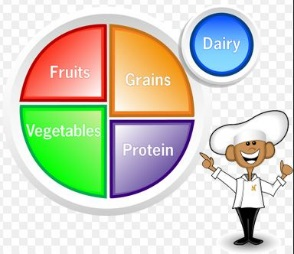 Dairy
Fruits
Grains
Vegetables
Protein